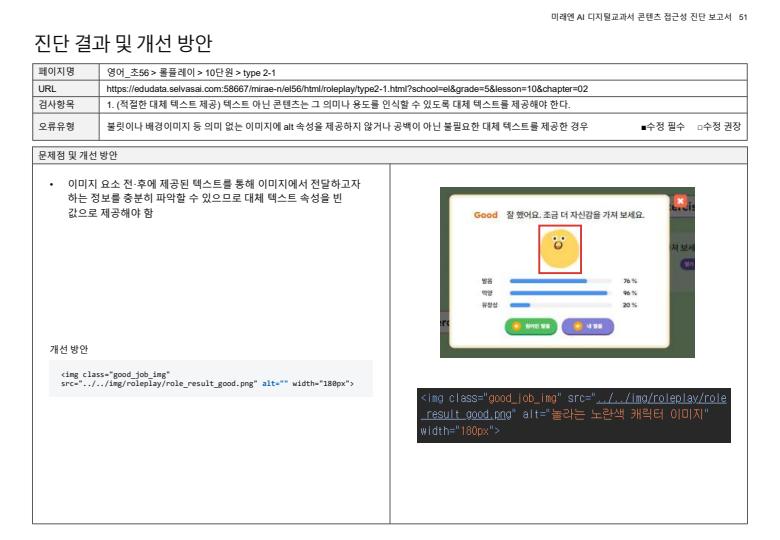 미래엔 AI 디지털교과서 콘텐츠 접근성 진단 보고서 51
진단 결과 및 개선 방안
페이지명 영어_초56 > 롤플레이 > 10단원 > type 2-1
URL https://edudata.selvasai.com:58667/mirae-n/el56/html/roleplay/type2-1.html?school=el&grade=5&lesson=10&chapter=02
검사항목 1. (적절한 대체 텍스트 제공) 텍스트 아닌 콘텐츠는 그 의미나 용도를 인식할 수 있도록 대체 텍스트를 제공해야 한다.
오류유형 불릿이나 배경이미지 등 의미 없는 이미지에 alt 속성을 제공하지 않거나 공백이 아닌 불필요한 대체 텍스트를 제공한 경우 ■수정 필수 □수정 권장
문제점 및 개선 방안
• 이미지 요소 전·후에 제공된 텍스트를 통해 이미지에서 전달하고자
하는 정보를 충분히 파악할 수 있으므로 대체 텍스트 속성을 빈
값으로 제공해야 함
개선 방안
<img class="good_job_img"
src="../../img/roleplay/role_result_good.png" alt="" width="180px">
Good 잘 했어요. 조금 더 자신감을 가져 보세요.
발음 76 %
억양 96 %
유창성 20 %
원어민 발음 내 발음
<img class="good_job_img" src="../../img/roleplay/role
_result_good.png" alt="놀라는 노란색 캐릭터 이미지"
width="180px">